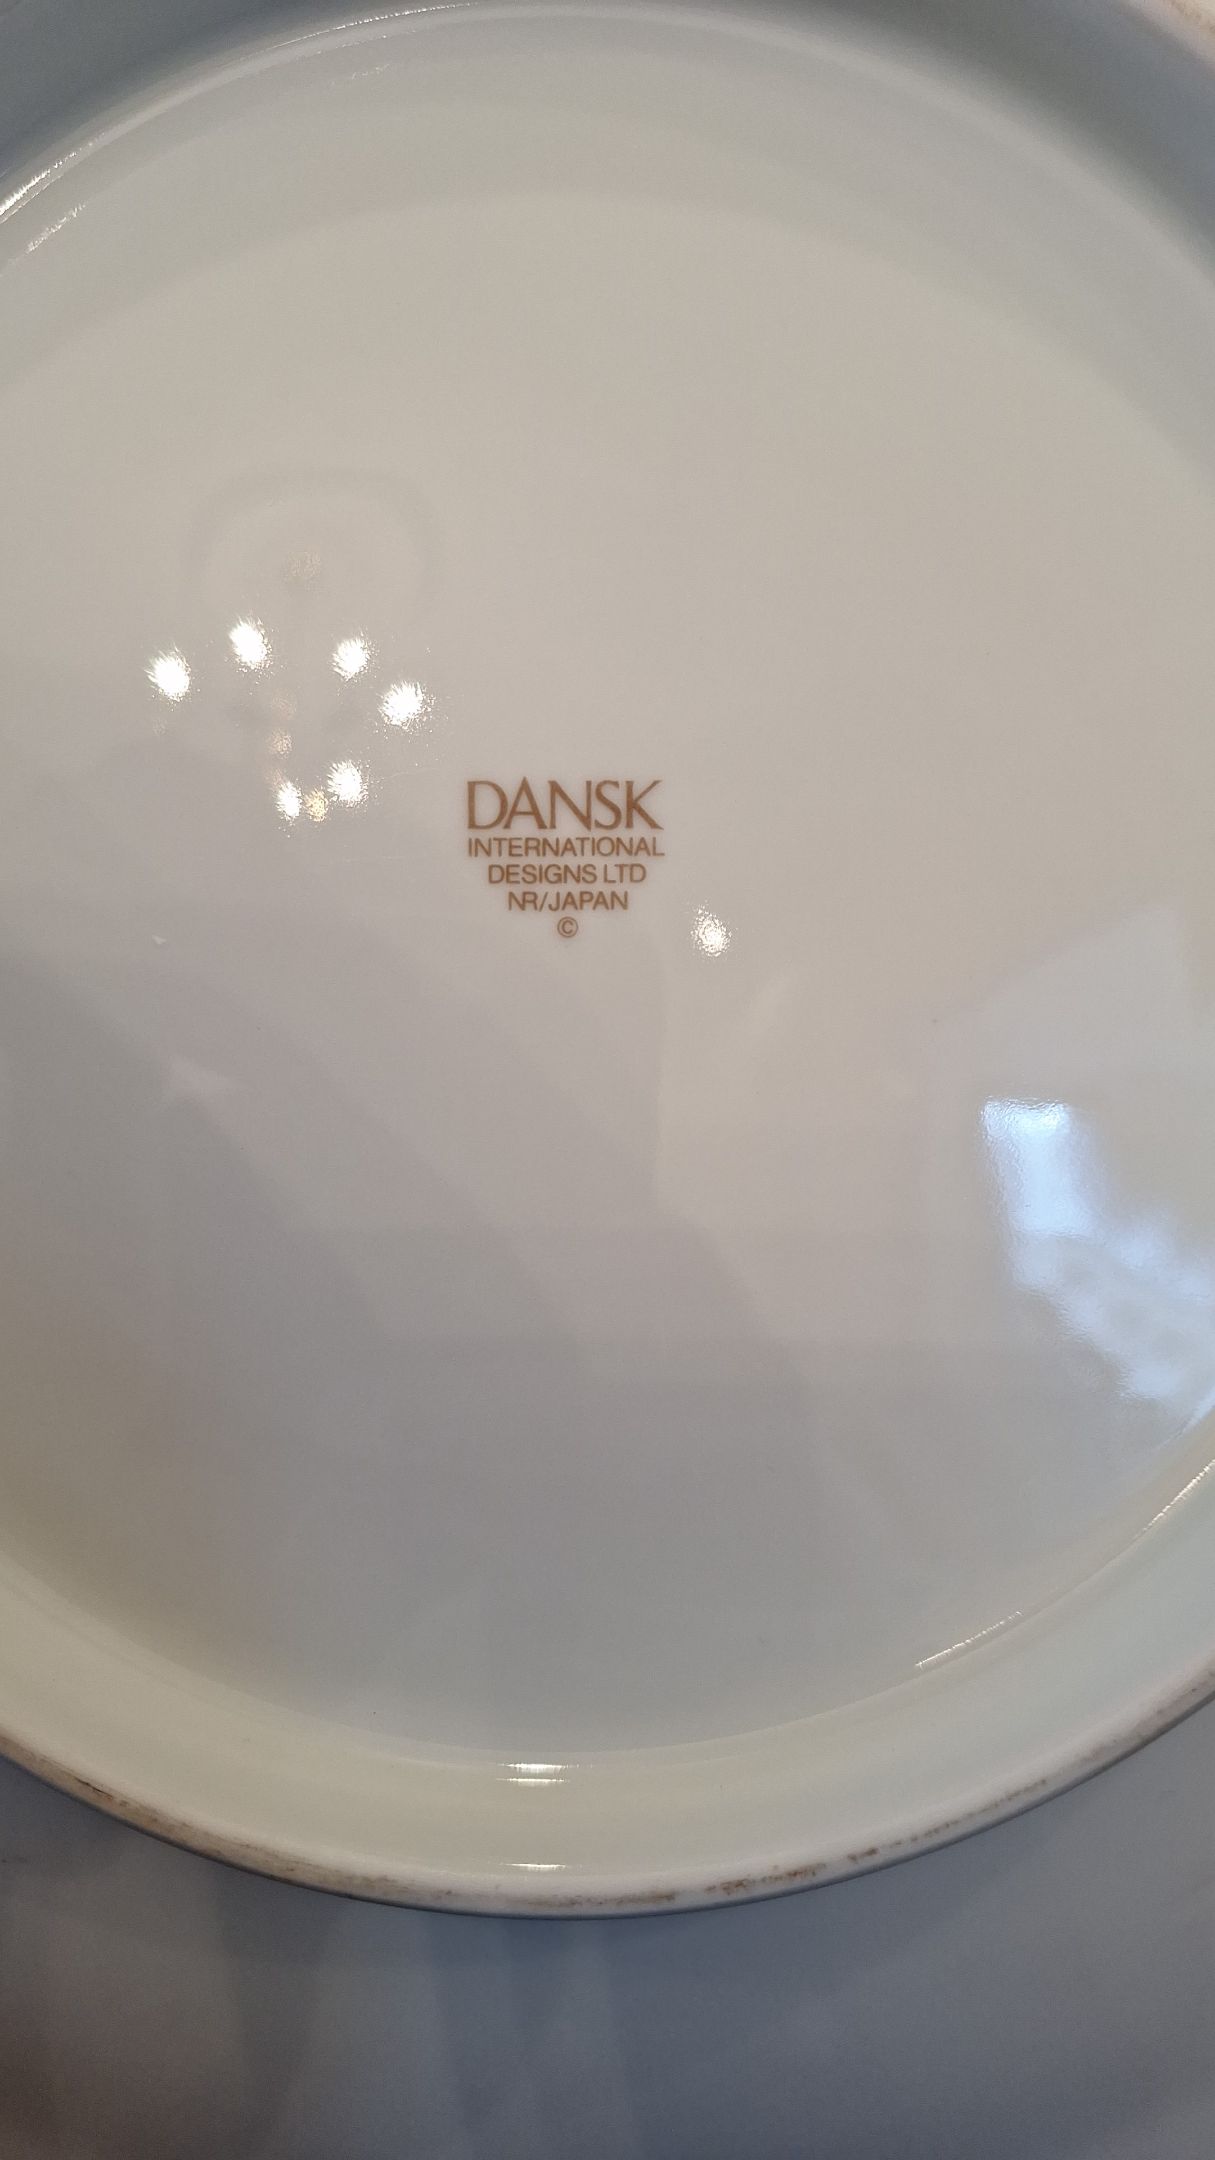 DANSK
INTERNATIONAL
DESIGNS LTD
NR/JAPAN
©